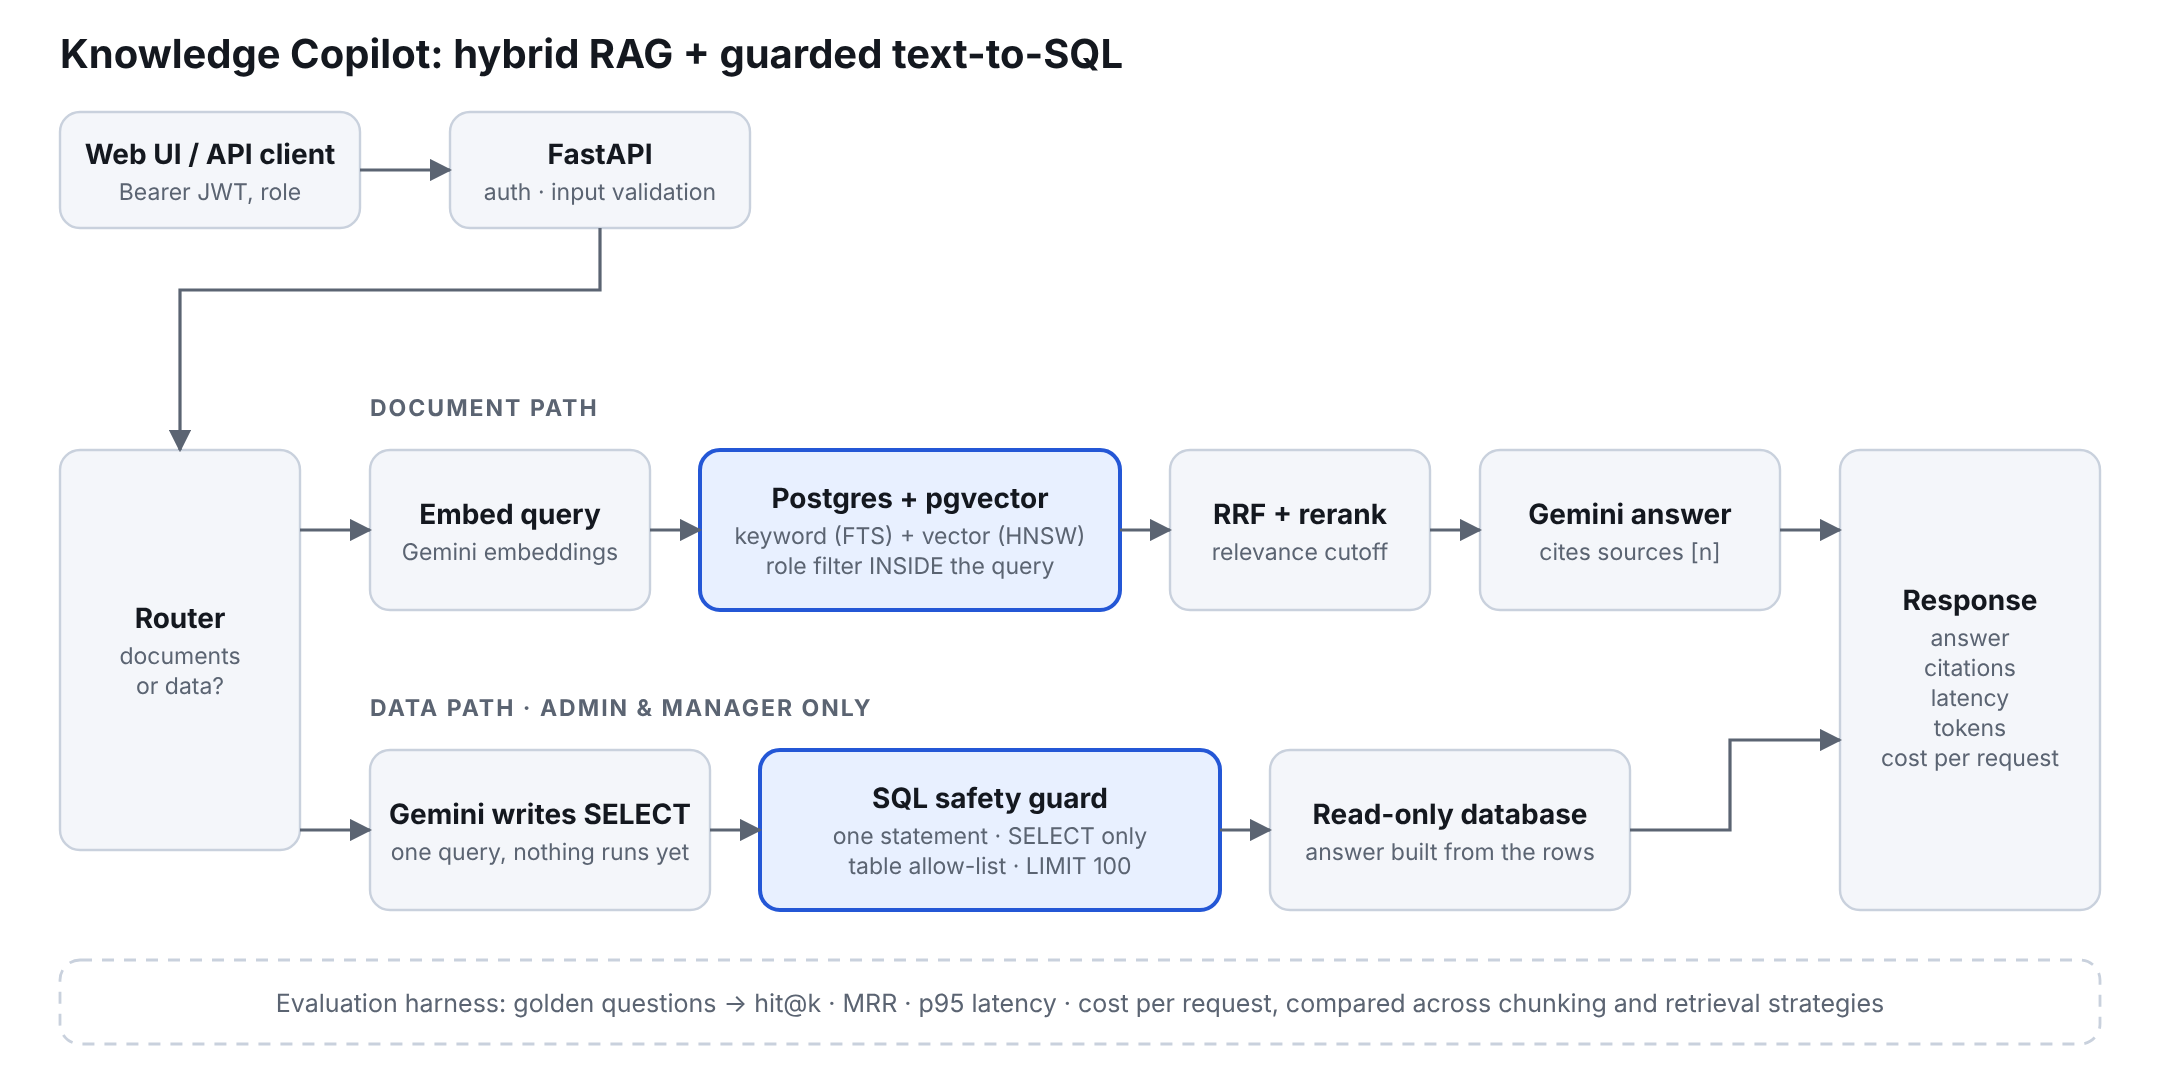 Knowledge Copilot: hybrid RAG + guarded text-to-SQL
Web UI / API client
Bearer JWT, role
FastAPI
auth · input validation
DOCUMENT PATH
Router
documents
or data?
Embed query
Gemini embeddings
Postgres + pgvector
keyword (FTS) + vector (HNSW)
role filter INSIDE the query
RRF + rerank
relevance cutoff
Gemini answer
cites sources [n]
Response
answer
citations
latency
tokens
cost per request
DATA PATH · ADMIN & MANAGER ONLY
Gemini writes SELECT
one query, nothing runs yet
SQL safety guard
one statement · SELECT only
table allow-list · LIMIT 100
Read-only database
answer built from the rows
Evaluation harness: golden questions → hit@k · MRR · p95 latency · cost per request, compared across chunking and retrieval strategies